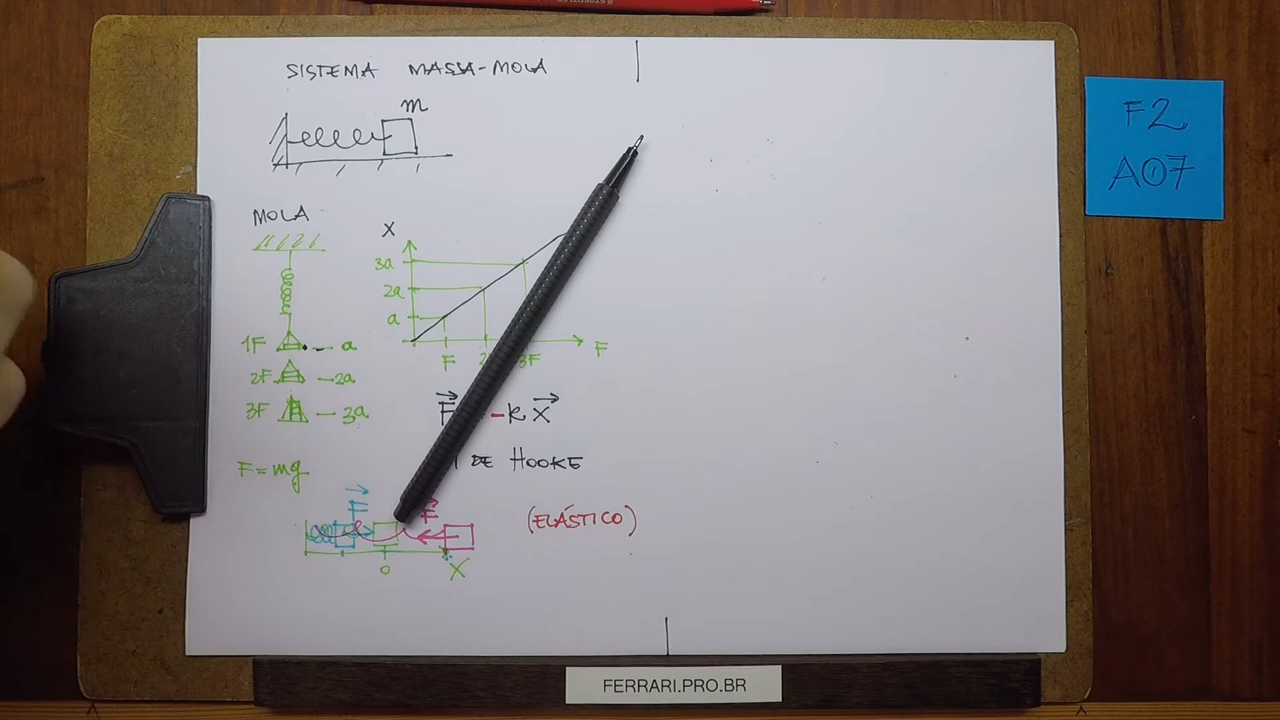 SISTEMA MASSA-MOLA
m
F2
A07
MOLA
X
3a
2a
a
F
3F
F
1F a
2F 2a
3F 3a
F -kX
DE HOOKE
F=mg
F
F
(ELÁSTICO)
0
X
FERRARI.PRO.BR